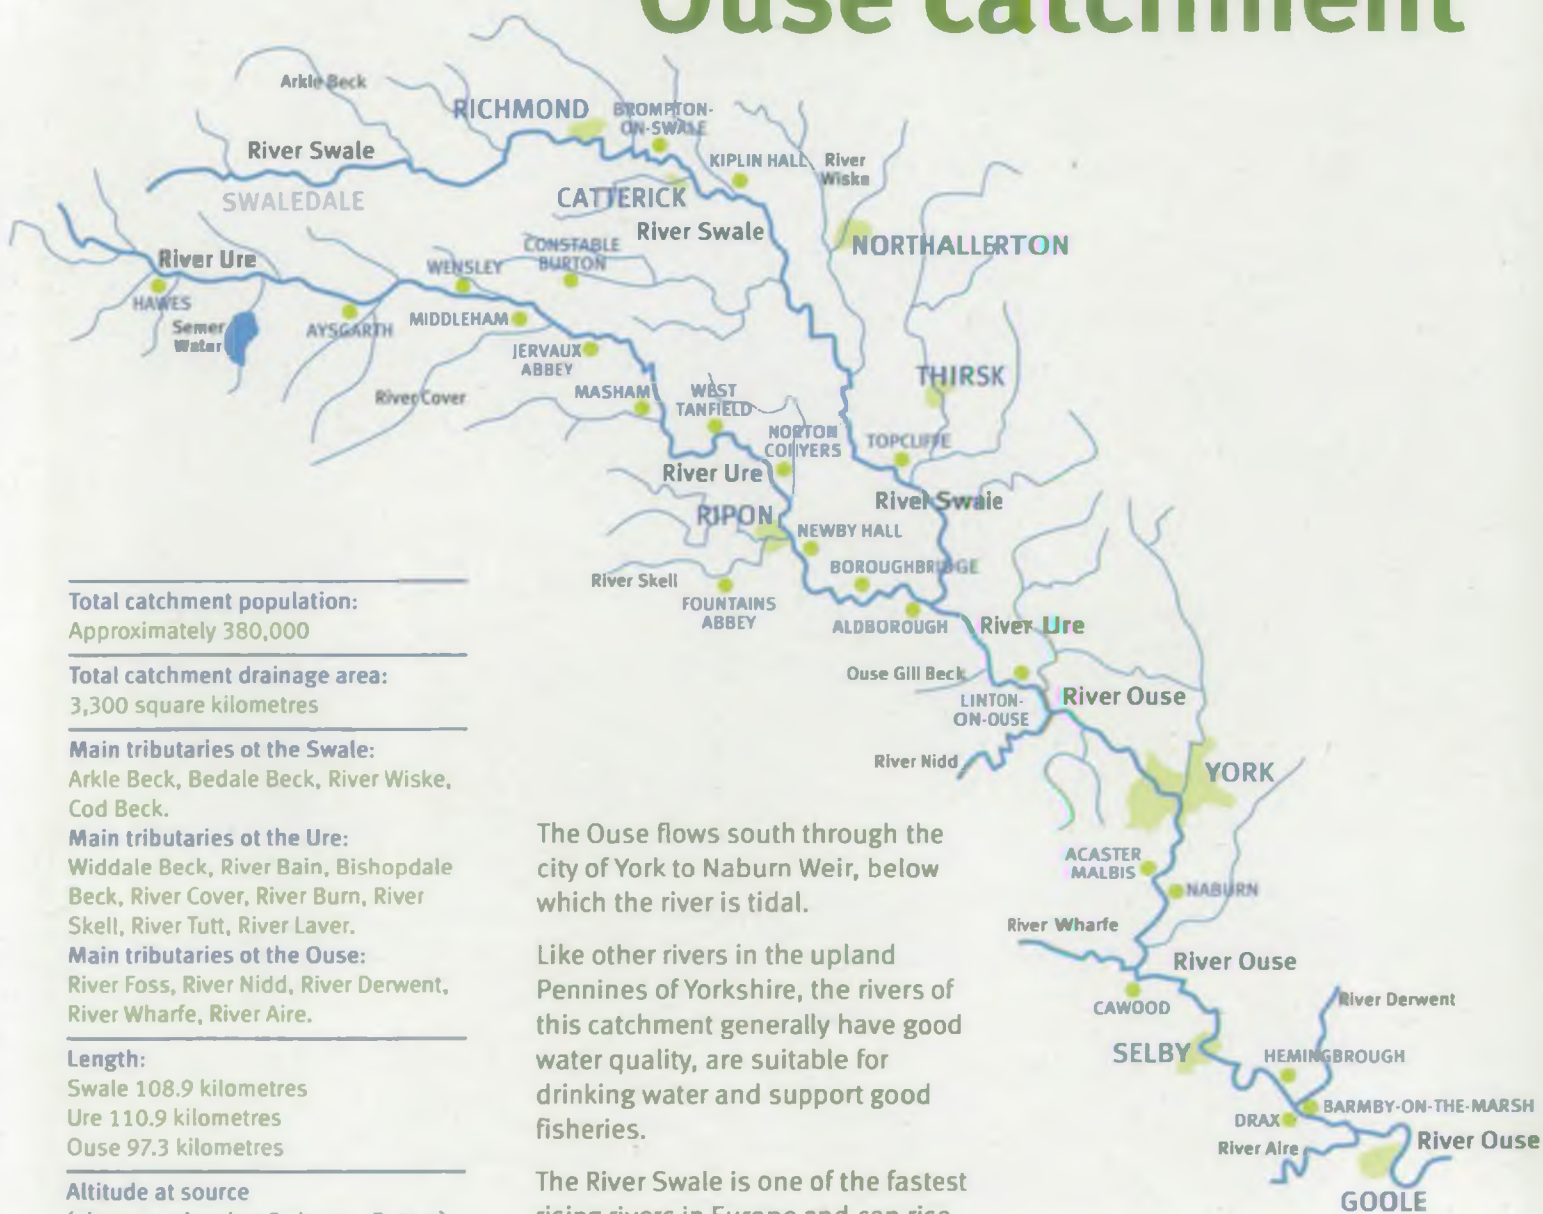 Ouse catchment
Arkle Beck
RICHMOND
BROMPTON-
ON-SWALE
River Swale
KIPLIN HALL
River
Wiske
SWALEDALE
CATTERICK
River Swale
NORTHALLERTON
CONSTABLE
BURTON
River Ure
WENSLEY
HAWES
Semer
Water
AYSGARTH
MIDDLEHAM
JERVAUX
ABBEY
THIRSK
River Cover
MASHAM
WEST
TANFIELD
NORTON
CONYERS
TOPCLIFFE
River Ure
River Swale
RIPON
NEWBY HALL
BOROUGHBRIDGE
River Skell
FOUNTAINS
ABBEY
ALDBOROUGH
River Ure
Ouse Gill Beck
LINTON-
ON-OUSE
River Ouse
River Nidd
YORK
ACASTER
MALBIS
NABURN
River Wharfe
River Ouse
CAWOOD
River Derwent
SELBY
HEMINGBROUGH
BARMBY-ON-THE-MARSH
DRAX
River Aire
River Ouse
GOOLE
Total catchment population:
Approximately 380,000
Total catchment drainage area:
3,300 square kilometres
Main tributaries ot the Swale:
Arkle Beck, Bedale Beck, River Wiske,
Cod Beck.
Main tributaries ot the Ure:
Widdale Beck, River Bain, Bishopdale
Beck, River Cover, River Burn, River
Skell, River Tutt, River Laver.
Main tributaries ot the Ouse:
River Foss, River Nidd, River Derwent,
River Wharfe, River Aire.
Length:
Swale 108.9 kilometres
Ure 110.9 kilometres
Ouse 97.3 kilometres
Altitude at source
The Ouse flows south through the
city of York to Naburn Weir, below
which the river is tidal.
Like other rivers in the upland
Pennines of Yorkshire, the rivers of
this catchment generally have good
water quality, are suitable for
drinking water and support good
fisheries.
The River Swale is one of the fastest
rising rivers in Europe and can rise